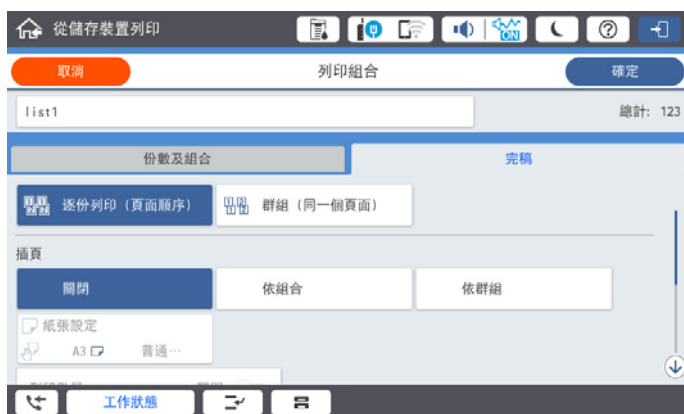 從儲存裝置列印
ON
取消
列印組合
確定
list1
總計: 123
份數及組合
完稿
逐份列印（頁面順序）
群組（同一個頁面）
插頁
關閉
依組合
依群組
紙張設定
A3
普通…
工作狀態